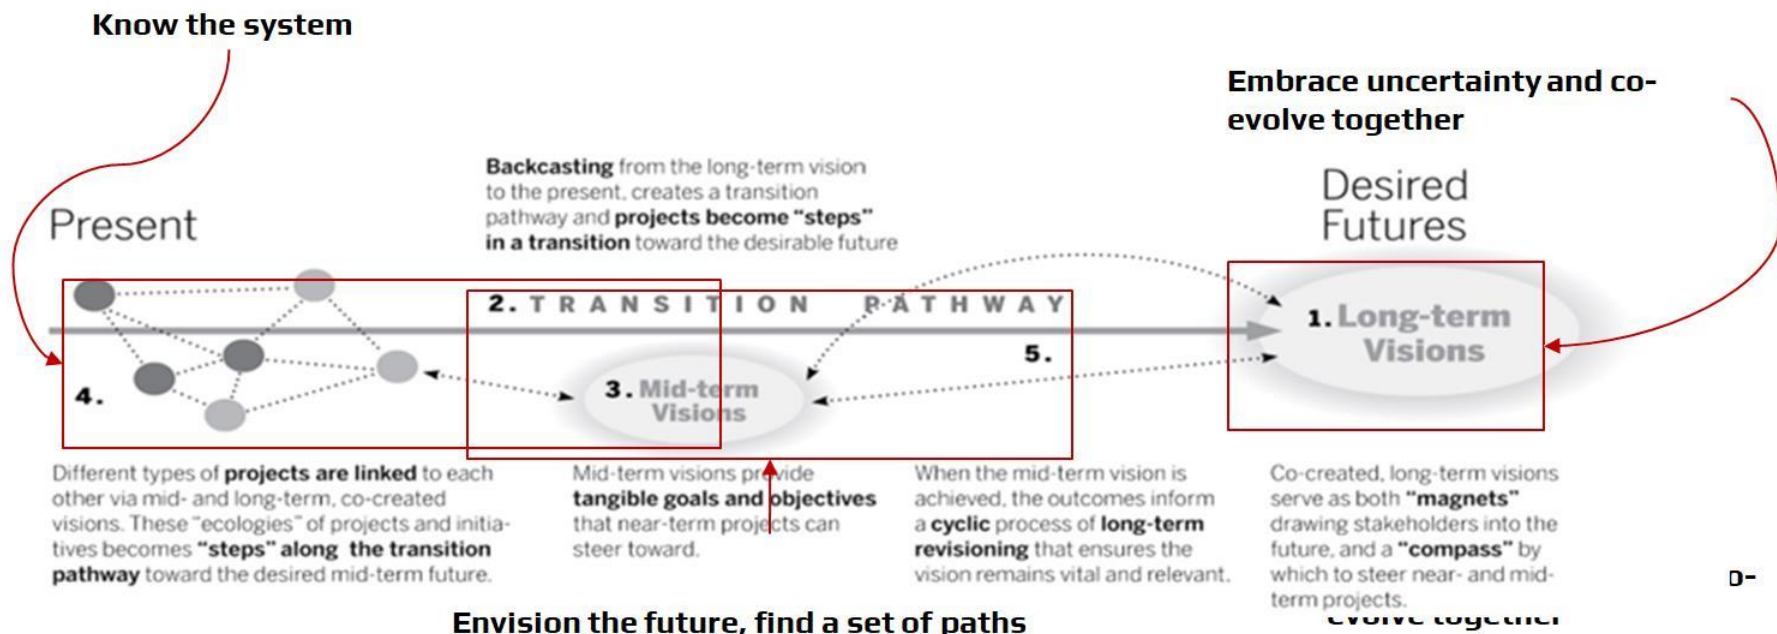 Know the system
Embrace uncertainty and co-
evolve together
Backcasting from the long-term vision
to the present, creates a transition
pathway and projects become “steps”
in a transition toward the desirable future
Present
Desired
Futures
2. TRANSITION PATHWAY
1. Long-term
Visions
5.
3. Mid-term
Visions
4.
Different types of projects are linked to each
other via mid- and long-term, co-created
visions. These “ecologies” of projects and initia-
tives becomes “steps” along the transition
pathway toward the desired mid-term future.
Mid-term visions provide
tangible goals and objectives
that near-term projects can
steer toward.
When the mid-term vision is
achieved, the outcomes inform
a cyclic process of long-term
revisioning that ensures the
vision remains vital and relevant.
Co-created, long-term visions
serve as both “magnets”
drawing stakeholders into the
future, and a “compass” by
which to steer near- and mid-
term projects.
evolve together
Envision the future, find a set of paths